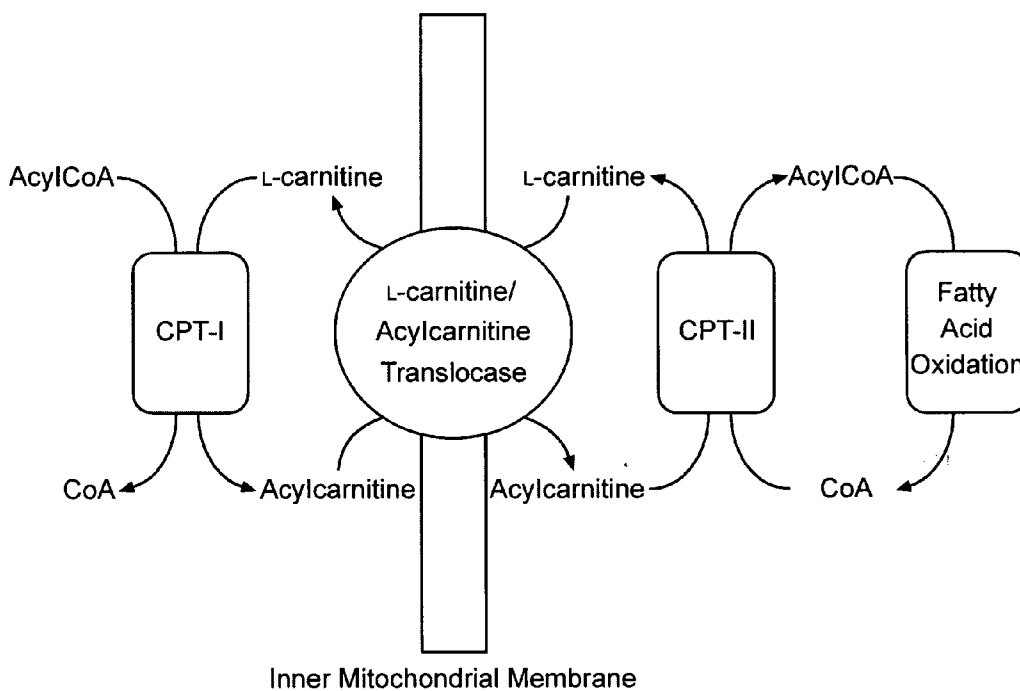 AcylCoA
L-carnitine
L-carnitine
AcylCoA
CPT-I
L-carnitine/
Acylcarnitine
Translocase
CPT-II
Fatty
Acid
Oxidation
CoA
Acylcarnitine
Acylcarnitine
CoA
Inner Mitochondrial Membrane